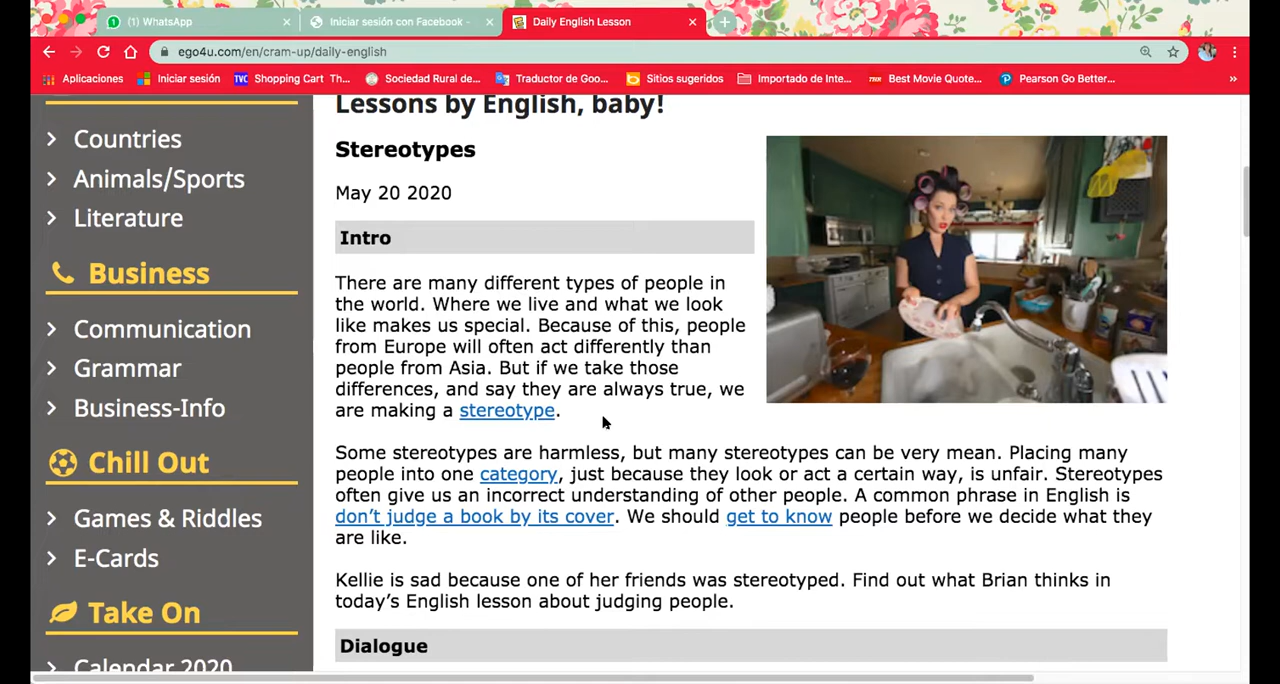 (1) WhatsApp
Iniciar sesión con Facebook -
Daily English Lesson
ego4u.com/en/cram-up/daily-english
Aplicaciones
Iniciar sesión
TVC Shopping Cart Th...
Sociedad Rural de...
Traductor de Goo...
Sitios sugeridos
Importado de Inte...
Best Movie Quote...
Pearson Go Better...
»
Countries
Animals/Sports
Literature
Business
Communication
Grammar
Business-Info
Chill Out
Games & Riddles
E-Cards
Take On
Calendar 2020
Lessons by English, baby!
Stereotypes
May 20 2020
Intro
There are many different types of people in
the world. Where we live and what we look
like makes us special. Because of this, people
from Europe will often act differently than
people from Asia. But if we take those
differences, and say they are always true, we
are making a stereotype.
Some stereotypes are harmless, but many stereotypes can be very mean. Placing many
people into one category, just because they look or act a certain way, is unfair. Stereotypes
often give us an incorrect understanding of other people. A common phrase in English is
don’t judge a book by its cover. We should get to know people before we decide what they
are like.
Kellie is sad because one of her friends was stereotyped. Find out what Brian thinks in
today’s English lesson about judging people.
Dialogue